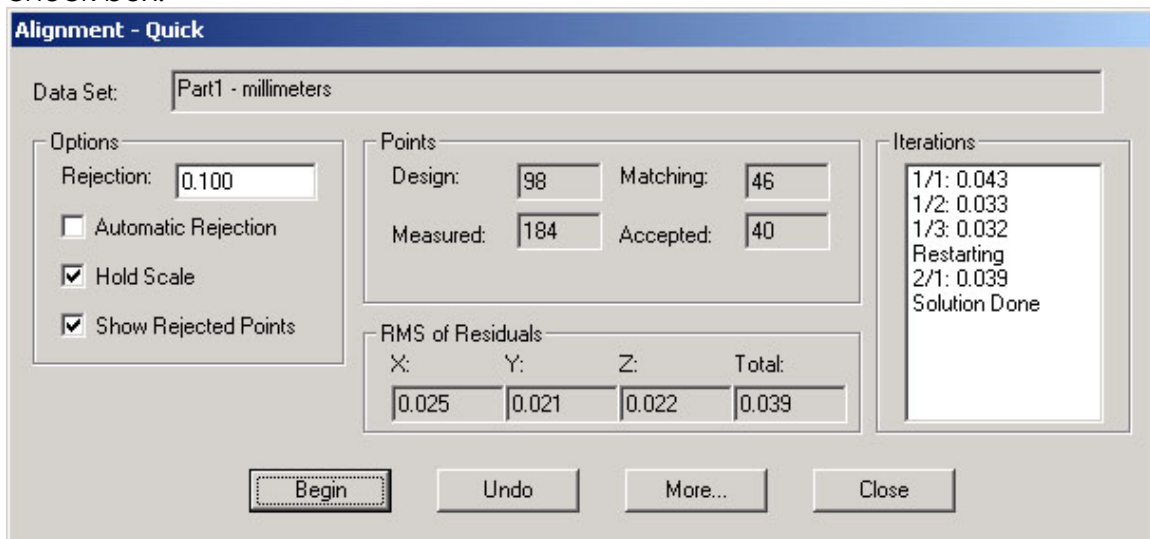 Alignment - Quick
Data Set: Part1 - millimeters
Options
Rejection: 0.100
Automatic Rejection
Hold Scale
Show Rejected Points
Points
Design: 98 Matching: 46
Measured: 184 Accepted: 40
RMS of Residuals
X: Y: Z: Total:
0.025 0.021 0.022 0.039
Iterations
1/1: 0.043
1/2: 0.033
1/3: 0.032
Restarting
2/1: 0.039
Solution Done
Begin Undo More... Close